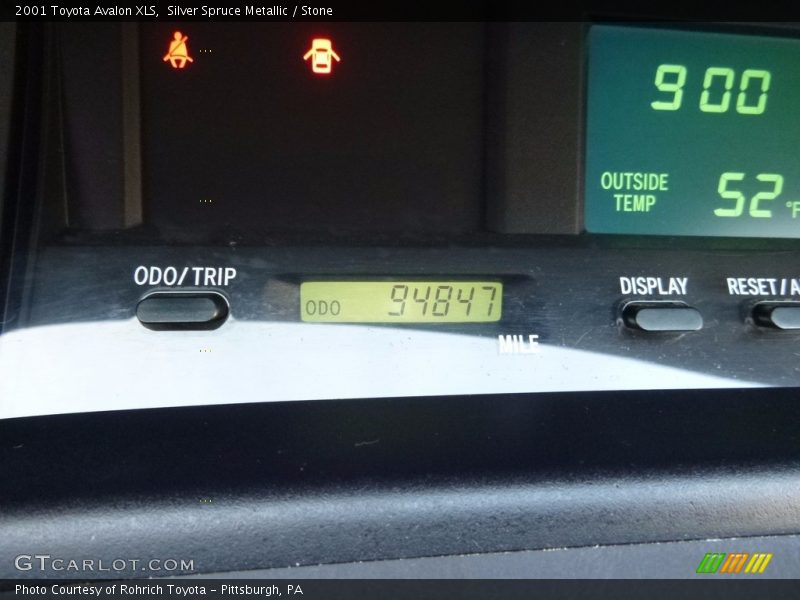 2001 Toyota Avalon XLS,  Silver Spruce Metallic / Stone
9 00
OUTSIDE TEMP 52 °F
ODO/TRIP
ODO 94847
MILE
DISPLAY
RESET/A
GTCARLOT.COM
Photo Courtesy of Rohrich Toyota - Pittsburgh, PA